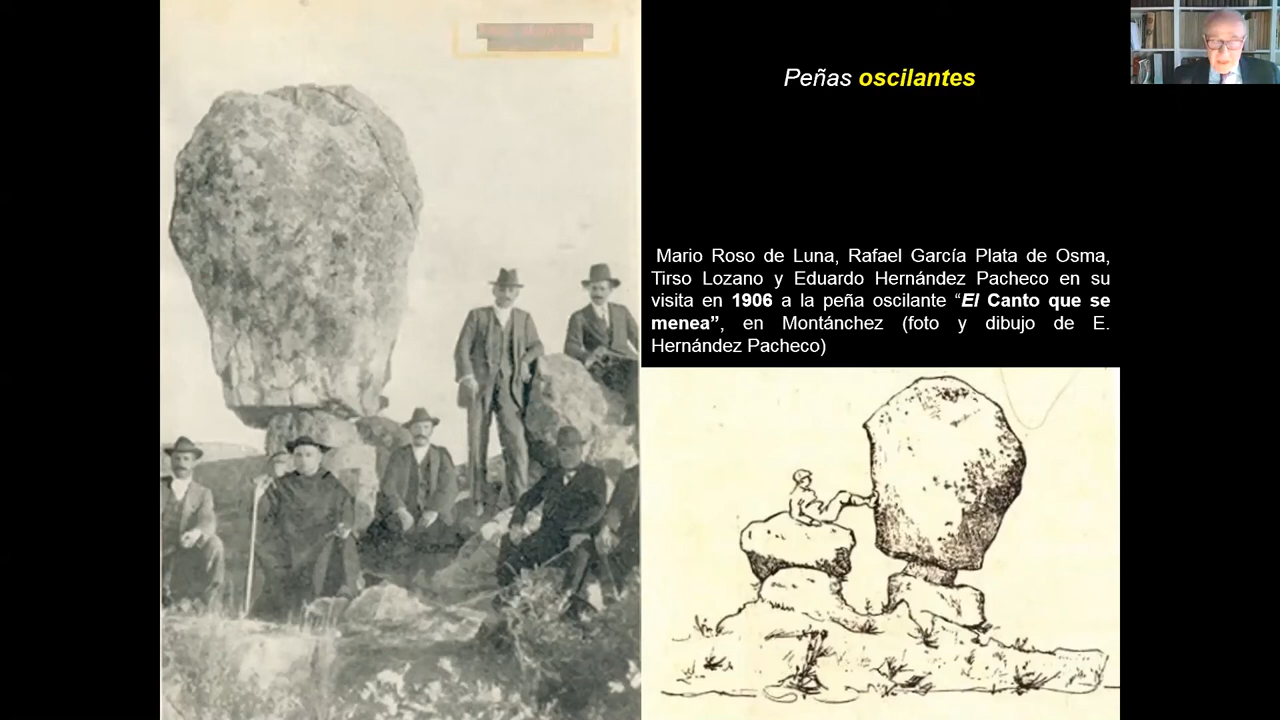 Peñas oscilantes
Mario Roso de Luna, Rafael García Plata de Osma,
Tirso Lozano y Eduardo Hernández Pacheco en su
visita en 1906 a la peña oscilante “El Canto que se
menea”, en Montánchez (foto y dibujo de E.
Hernández Pacheco)